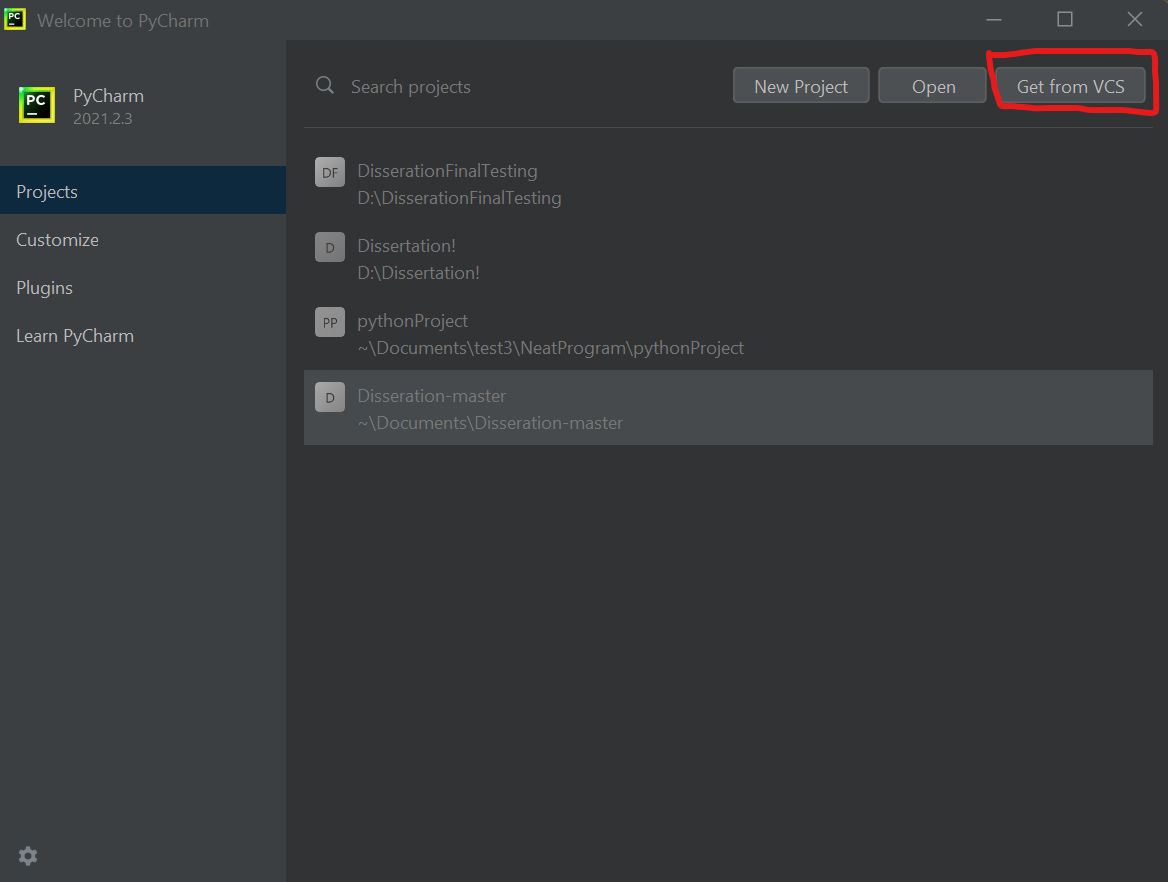 PC Welcome to PyCharm
PC PyCharm
2021.2.3
Projects
Customize
Plugins
Learn PyCharm
Search projects
New Project
Open
Get from VCS
DF DisserationFinalTesting
D:\DisserationFinalTesting
D Dissertation!
D:\Dissertation!
PP pythonProject
~\Documents\test3\NeatProgram\pythonProject
D Disseration-master
~\Documents\Disseration-master